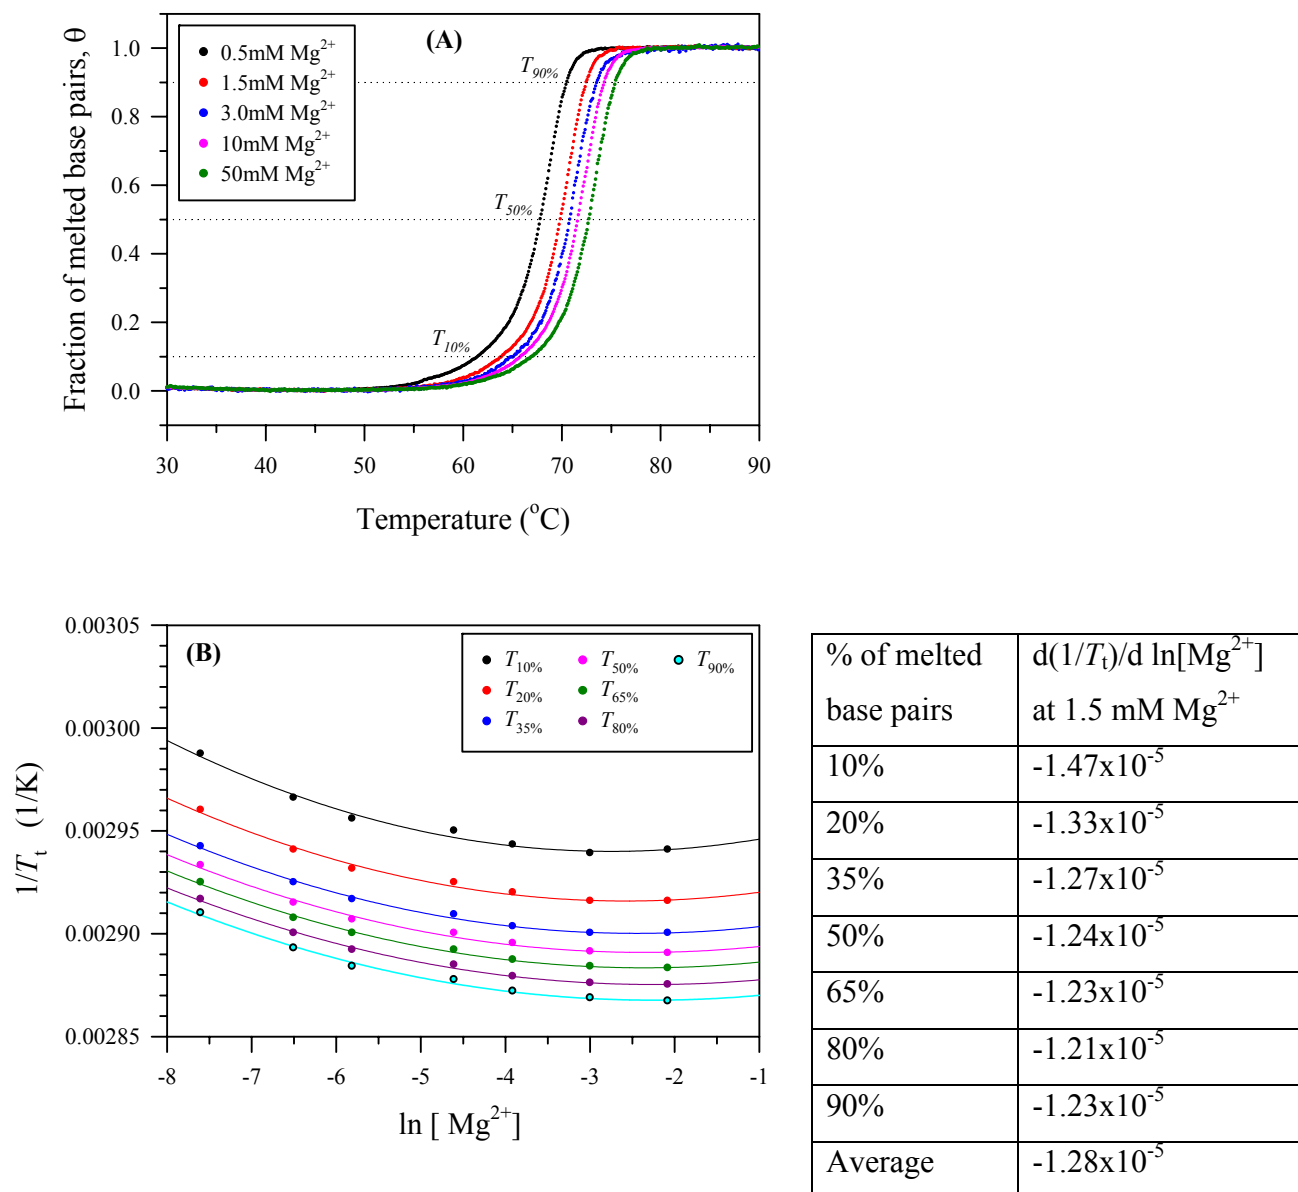 (A)
0.5mM Mg²⁺
1.5mM Mg²⁺
3.0mM Mg²⁺
10mM Mg²⁺
50mM Mg²⁺
T90%
T50%
T10%
Fraction of melted base pairs, θ
1.0
0.8
0.6
0.4
0.2
0.0
30 40 50 60 70 80 90
Temperature (°C)
(B)
T10% T50% T90%
T20% T65%
T35% T80%
1/Tt (1/K)
0.00305
0.00300
0.00295
0.00290
0.00285
-8 -7 -6 -5 -4 -3 -2 -1
ln [ Mg²⁺]
% of melted base pairs | d(1/Tt)/d ln[Mg²⁺] at 1.5 mM Mg²⁺
10% -1.47x10⁻⁵
20% -1.33x10⁻⁵
35% -1.27x10⁻⁵
50% -1.24x10⁻⁵
65% -1.23x10⁻⁵
80% -1.21x10⁻⁵
90% -1.23x10⁻⁵
Average -1.28x10⁻⁵